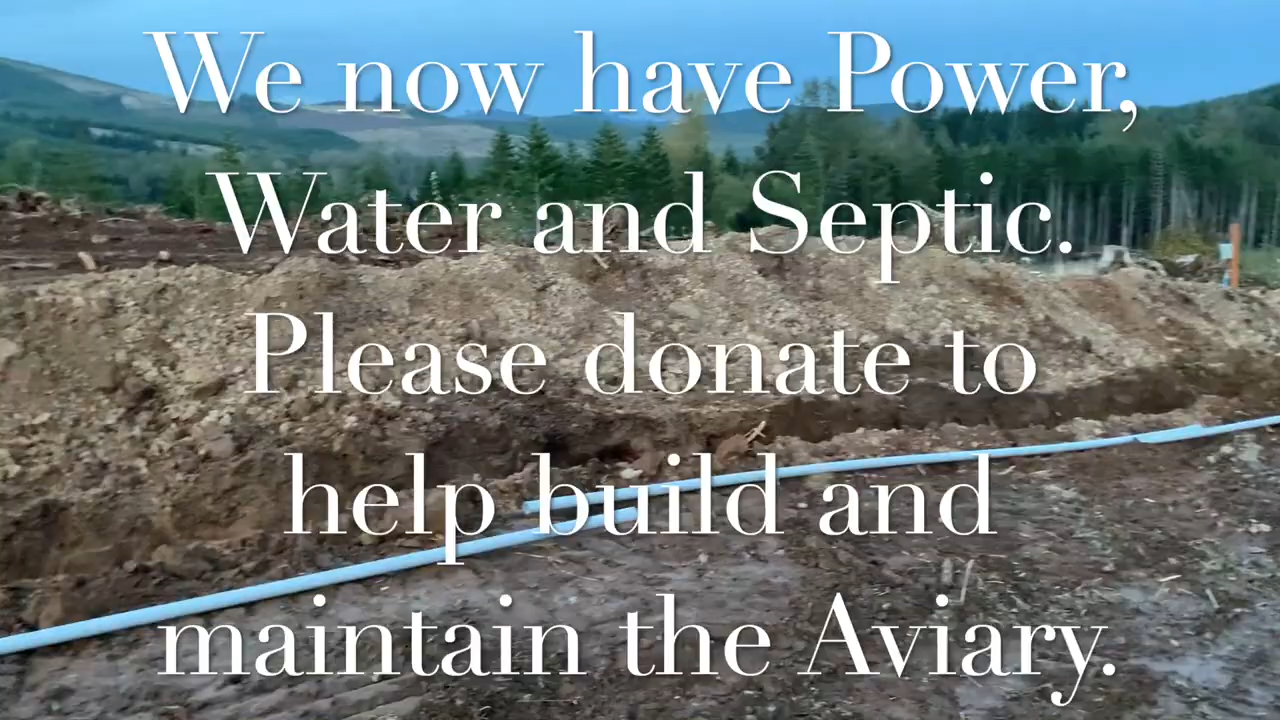 We now have Power,
Water and Septic.
Please donate to
help build and
maintain the Aviary.